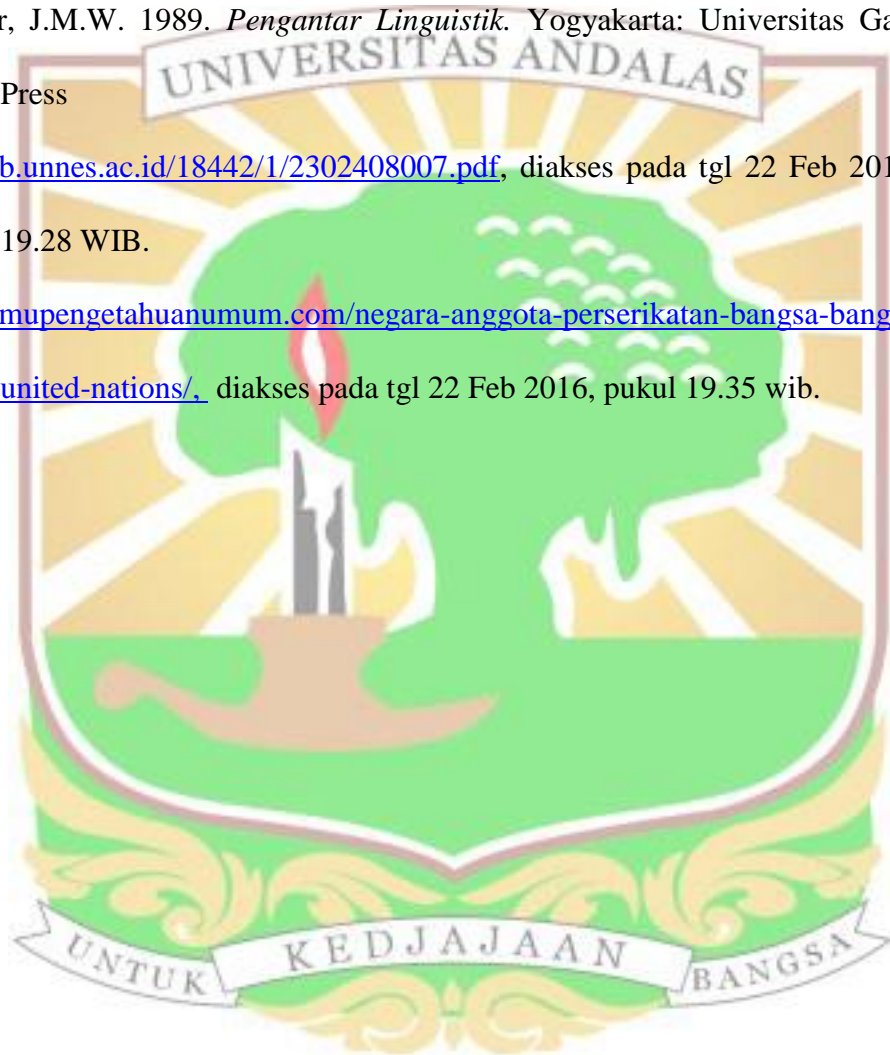 r, J.M.W. 1989. Pengantar Linguistik. Yogyakarta: Universitas Ga
UNIVERSITAS ANDALAS
Press
b.unnes.ac.id/18442/1/2302408007.pdf, diakses pada tgl 22 Feb 201
19.28 WIB.
mupengetahuanumum.com/negara-anggota-perserikatan-bangsa-bang
united-nations/, diakses pada tgl 22 Feb 2016, pukul 19.35 wib.
UNTUK KEDJAJAAN BANGSA